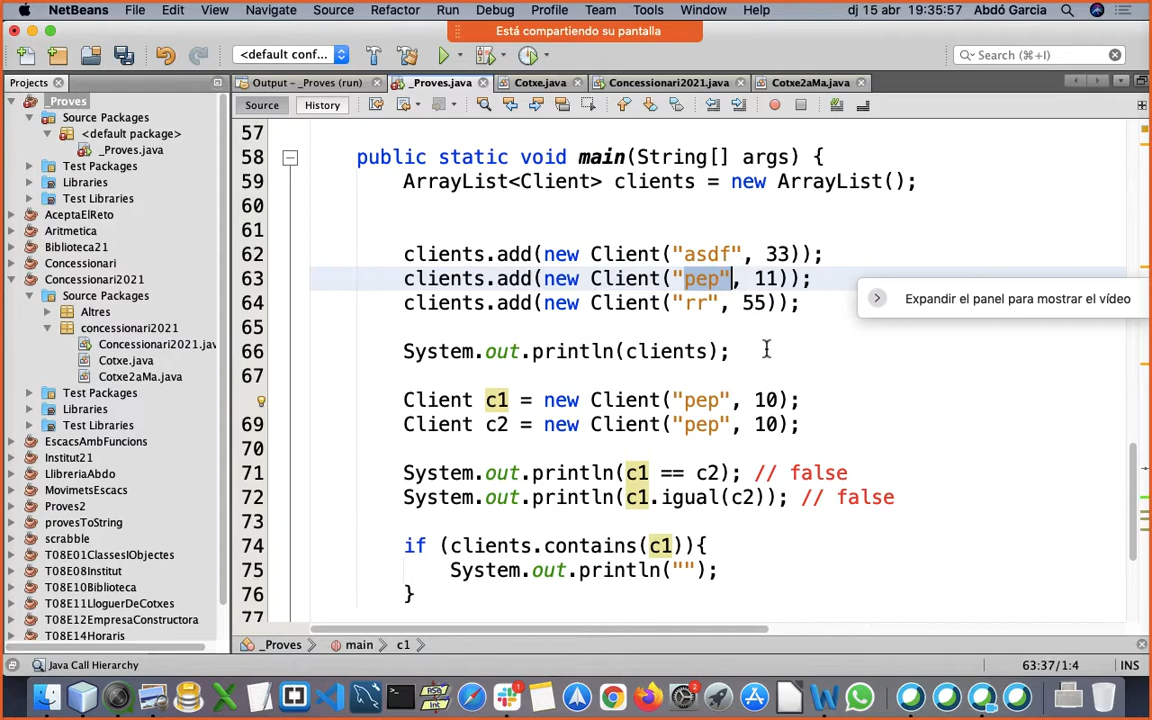 NetBeans File Edit View Navigate Source Refactor Run Debug Profile Team Tools Window Help dj 15 abr 19:35:57 Abdó Garcia
Está compartiendo su pantalla
<default conf... Search (⌘+I)
Projects Output – _Proves (run) _Proves.java Cotxe.java Concessionari2021.java Cotxe2aMa.java
_Proves
Source Packages
<default package>
_Proves.java
Test Packages
Libraries
Test Libraries
AceptaElReto
Aritmetica
Biblioteca21
Concessionari
Concessionari2021
Source Packages
Altres
concessionari2021
Concessionari2021.jav
Cotxe.java
Cotxe2aMa.java
Test Packages
Libraries
Test Libraries
EscacsAmbFuncions
Institut21
LlibreriaAbdo
MovimetsEscacs
Proves2
provesToString
scrabble
T08E01ClassesIObjectes
T08E08Institut
T08E10Biblioteca
T08E11LloguerDeCotxes
T08E12EmpresaConstructora
T08E14Horaris
Source History
57
58 public static void main(String[] args) {
59 ArrayList<Client> clients = new ArrayList();
60
61
62 clients.add(new Client("asdf", 33));
63 clients.add(new Client("pep", 11));
64 clients.add(new Client("rr", 55));
65
66 System.out.println(clients);
67
Client c1 = new Client("pep", 10);
69 Client c2 = new Client("pep", 10);
70
71 System.out.println(c1 == c2); // false
72 System.out.println(c1.igual(c2)); // false
73
74 if (clients.contains(c1)){
75 System.out.println("");
76 }
77
Expandir el panel para mostrar el vídeo
_Proves main c1
Java Call Hierarchy 63:37/1:4 INS